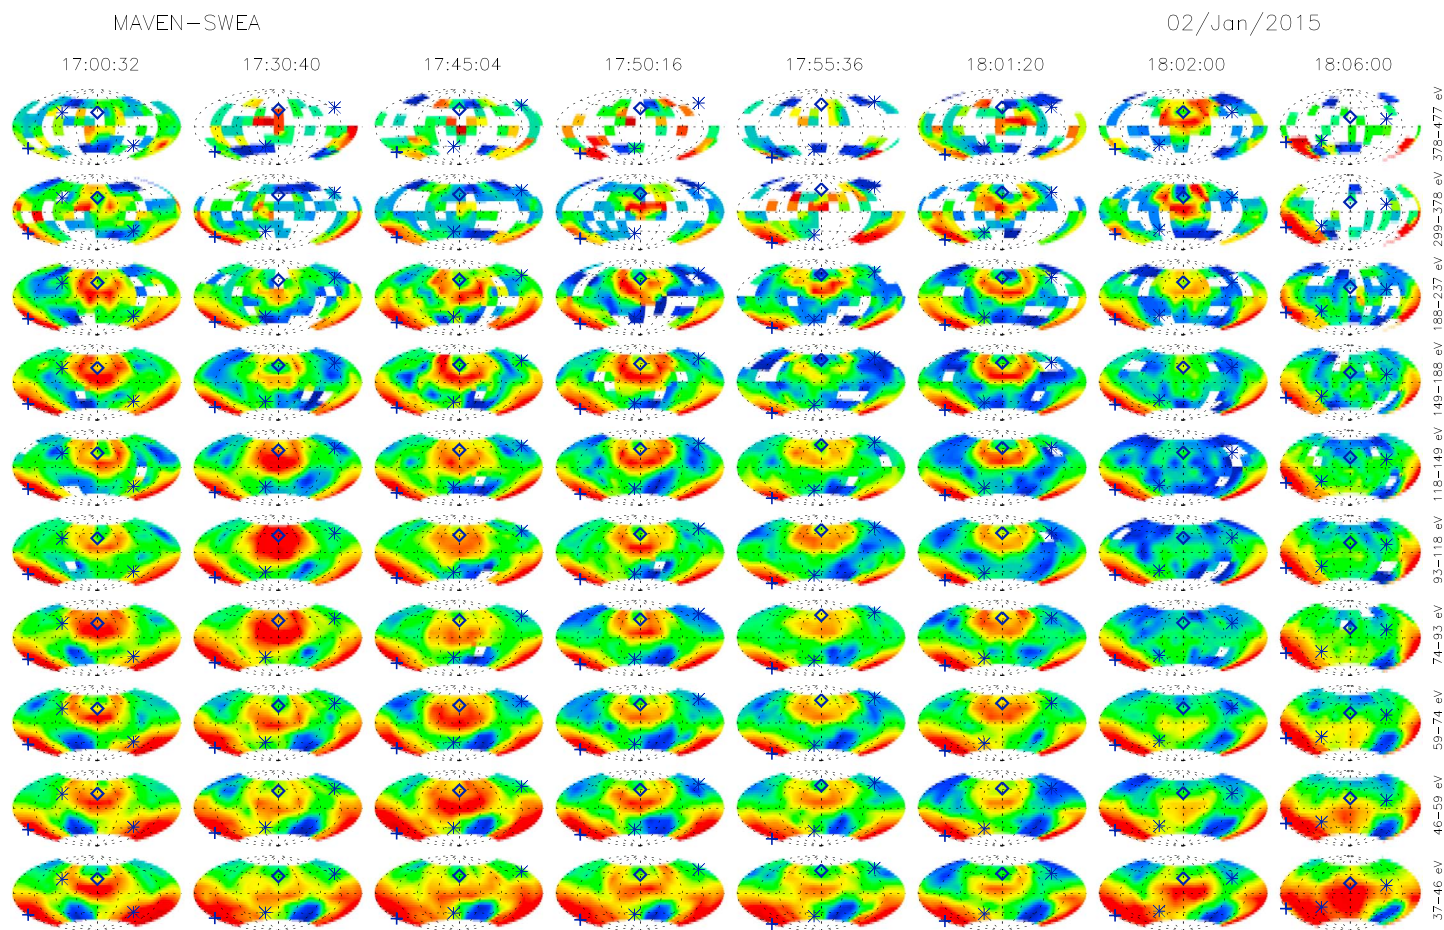 MAVEN-SWEA 02/Jan/2015
17:00:32 17:30:40 17:45:04 17:50:16 17:55:36 18:01:20 18:02:00 18:06:00
378-477 eV
299-378 eV
188-237 eV
149-188 eV
118-149 eV
93-118 eV
74-93 eV
59-74 eV
46-59 eV
37-46 eV